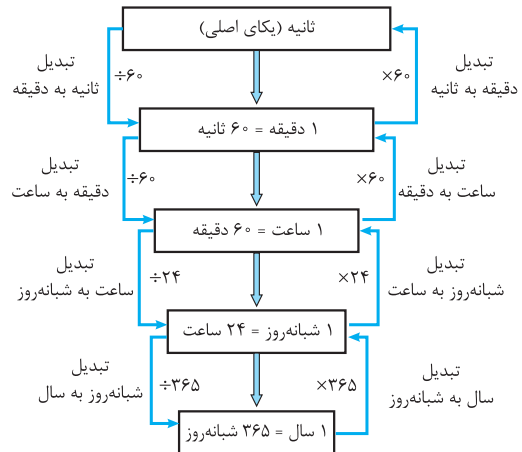 ثانیه (یکای اصلی)
تبدیل
دقیقه به ثانیه
×۶۰
÷۶۰
تبدیل
ثانیه به دقیقه
۱ دقیقه = ۶۰ ثانیه
تبدیل
ساعت به دقیقه
×۶۰
÷۶۰
تبدیل
دقیقه به ساعت
۱ ساعت = ۶۰ دقیقه
تبدیل
شبانه‌روز به ساعت
×۲۴
÷۲۴
تبدیل
ساعت به شبانه‌روز
۱ شبانه‌روز = ۲۴ ساعت
تبدیل
سال به شبانه‌روز
×۳۶۵
÷۳۶۵
تبدیل
شبانه‌روز به سال
۱ سال = ۳۶۵ شبانه‌روز